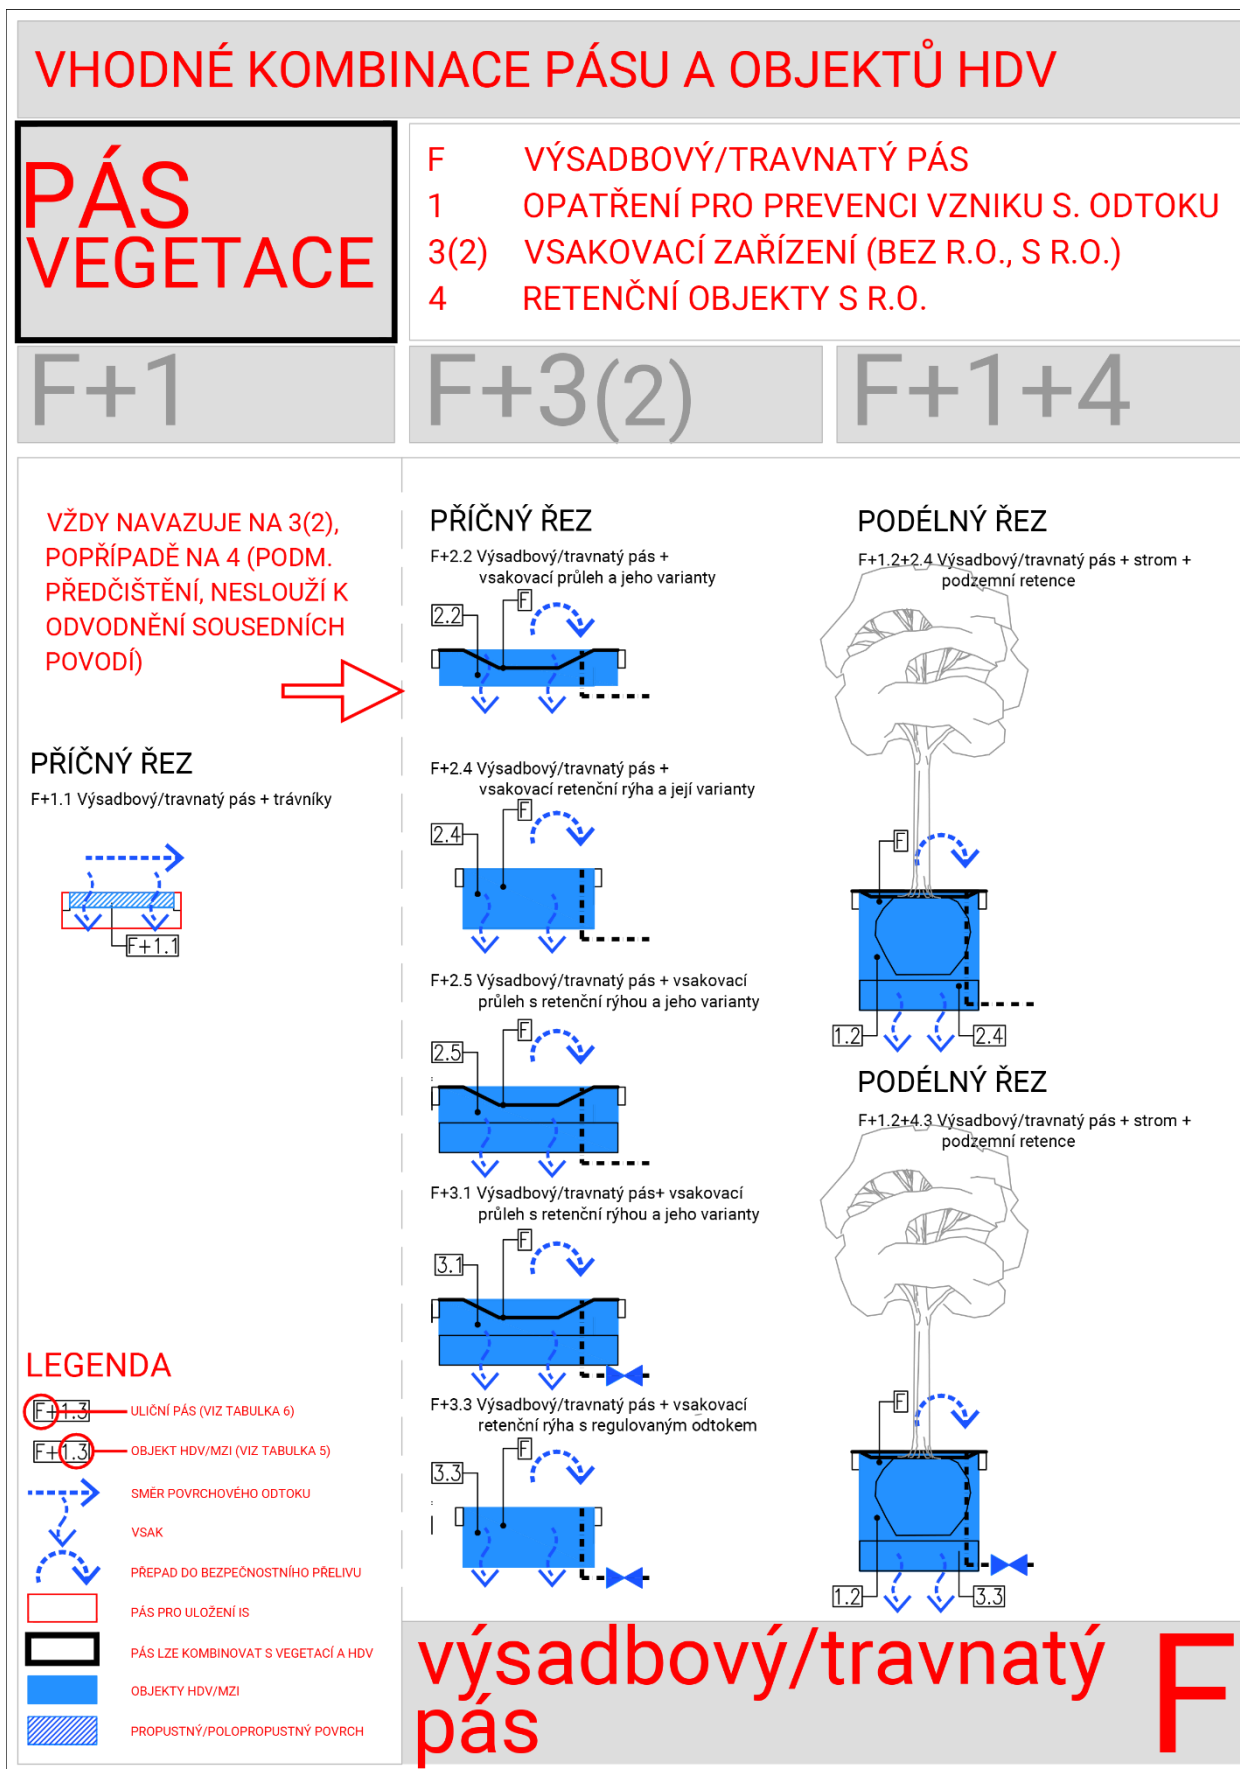 VHODNÉ KOMBINACE PÁSU A OBJEKTŮ HDV
PÁS
VEGETACE
F VÝSADBOVÝ/TRAVNATÝ PÁS
1 OPATŘENÍ PRO PREVENCI VZNIKU S. ODTOKU
3(2) VSAKOVACÍ ZAŘÍZENÍ (BEZ R.O., S R.O.)
4 RETENČNÍ OBJEKTY S R.O.
F+1
F+3(2)
F+1+4
VŽDY NAVAZUJE NA 3(2),
POPŘÍPADĚ NA 4 (PODM.
PŘEDČIŠTĚNÍ, NESLOUŽÍ K
ODVODNĚNÍ SOUSEDNÍCH
POVODÍ)
PŘÍČNÝ ŘEZ
F+1.1 Výsadbový/travnatý pás + trávníky
F+1.1
PŘÍČNÝ ŘEZ
F+2.2 Výsadbový/travnatý pás +
vsakovací průleh a jeho varianty
F
2.2
F+2.4 Výsadbový/travnatý pás +
vsakovací retenční rýha a její varianty
F
2.4
F+2.5 Výsadbový/travnatý pás + vsakovací
průleh s retenční rýhou a jeho varianty
F
2.5
F+3.1 Výsadbový/travnatý pás+ vsakovací
průleh s retenční rýhou a jeho varianty
F
3.1
F+3.3 Výsadbový/travnatý pás + vsakovací
retenční rýha s regulovaným odtokem
F
3.3
PODÉLNÝ ŘEZ
F+1.2+2.4 Výsadbový/travnatý pás + strom +
podzemní retence
F
1.2
2.4
PODÉLNÝ ŘEZ
F+1.2+4.3 Výsadbový/travnatý pás + strom +
podzemní retence
F
1.2
3.3
LEGENDA
F+1.3 ULIČNÍ PÁS (VIZ TABULKA 6)
F+1.3 OBJEKT HDV/MZI (VIZ TABULKA 5)
SMĚR POVRCHOVÉHO ODTOKU
VSAK
PŘEPAD DO BEZPEČNOSTNÍHO PŘELIVU
PÁS PRO ULOŽENÍ IS
PÁS LZE KOMBINOVAT S VEGETACÍ A HDV
OBJEKTY HDV/MZI
PROPUSTNÝ/POLOPROPUSTNÝ POVRCH
výsadbový/travnatý
pás
F